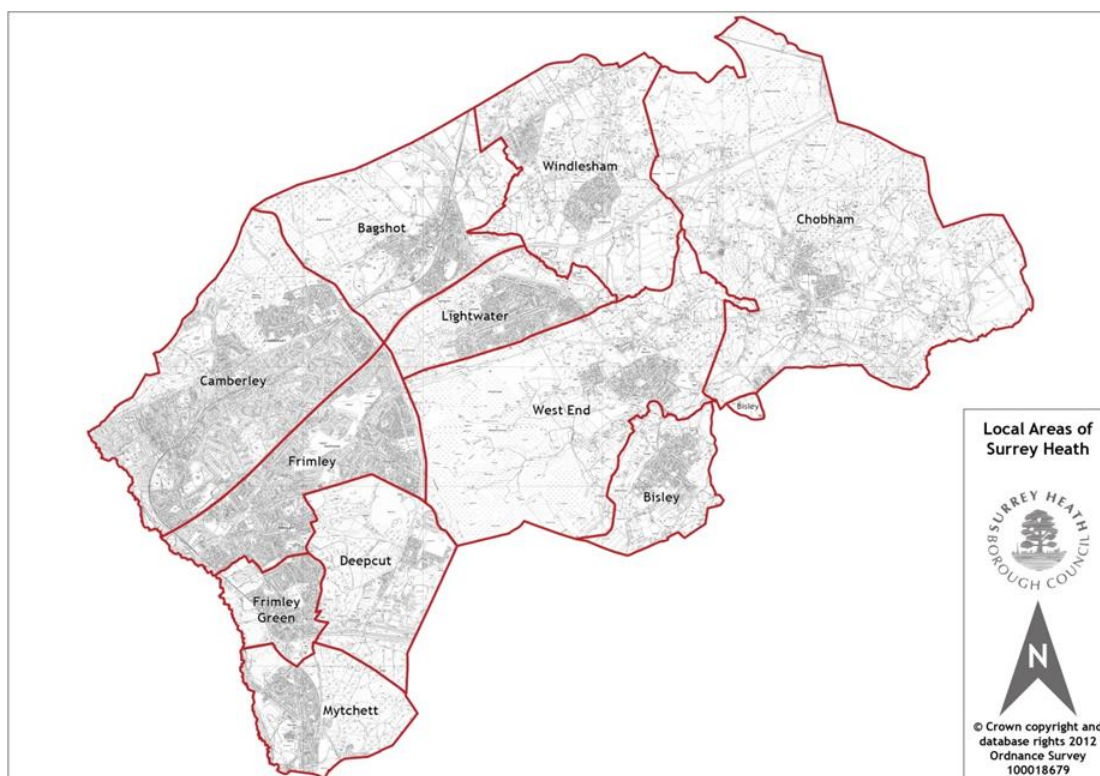 Windlesham
Chobham
Bagshot
Lightwater
Camberley
West End
Bisley
Frimley
Bisley
Deepcut
Frimley
Green
Mytchett
Local Areas of
Surrey Heath
SURREY HEATH
BOROUGH COUNCIL
N
© Crown copyright and
database rights 2012
Ordnance Survey
100018679